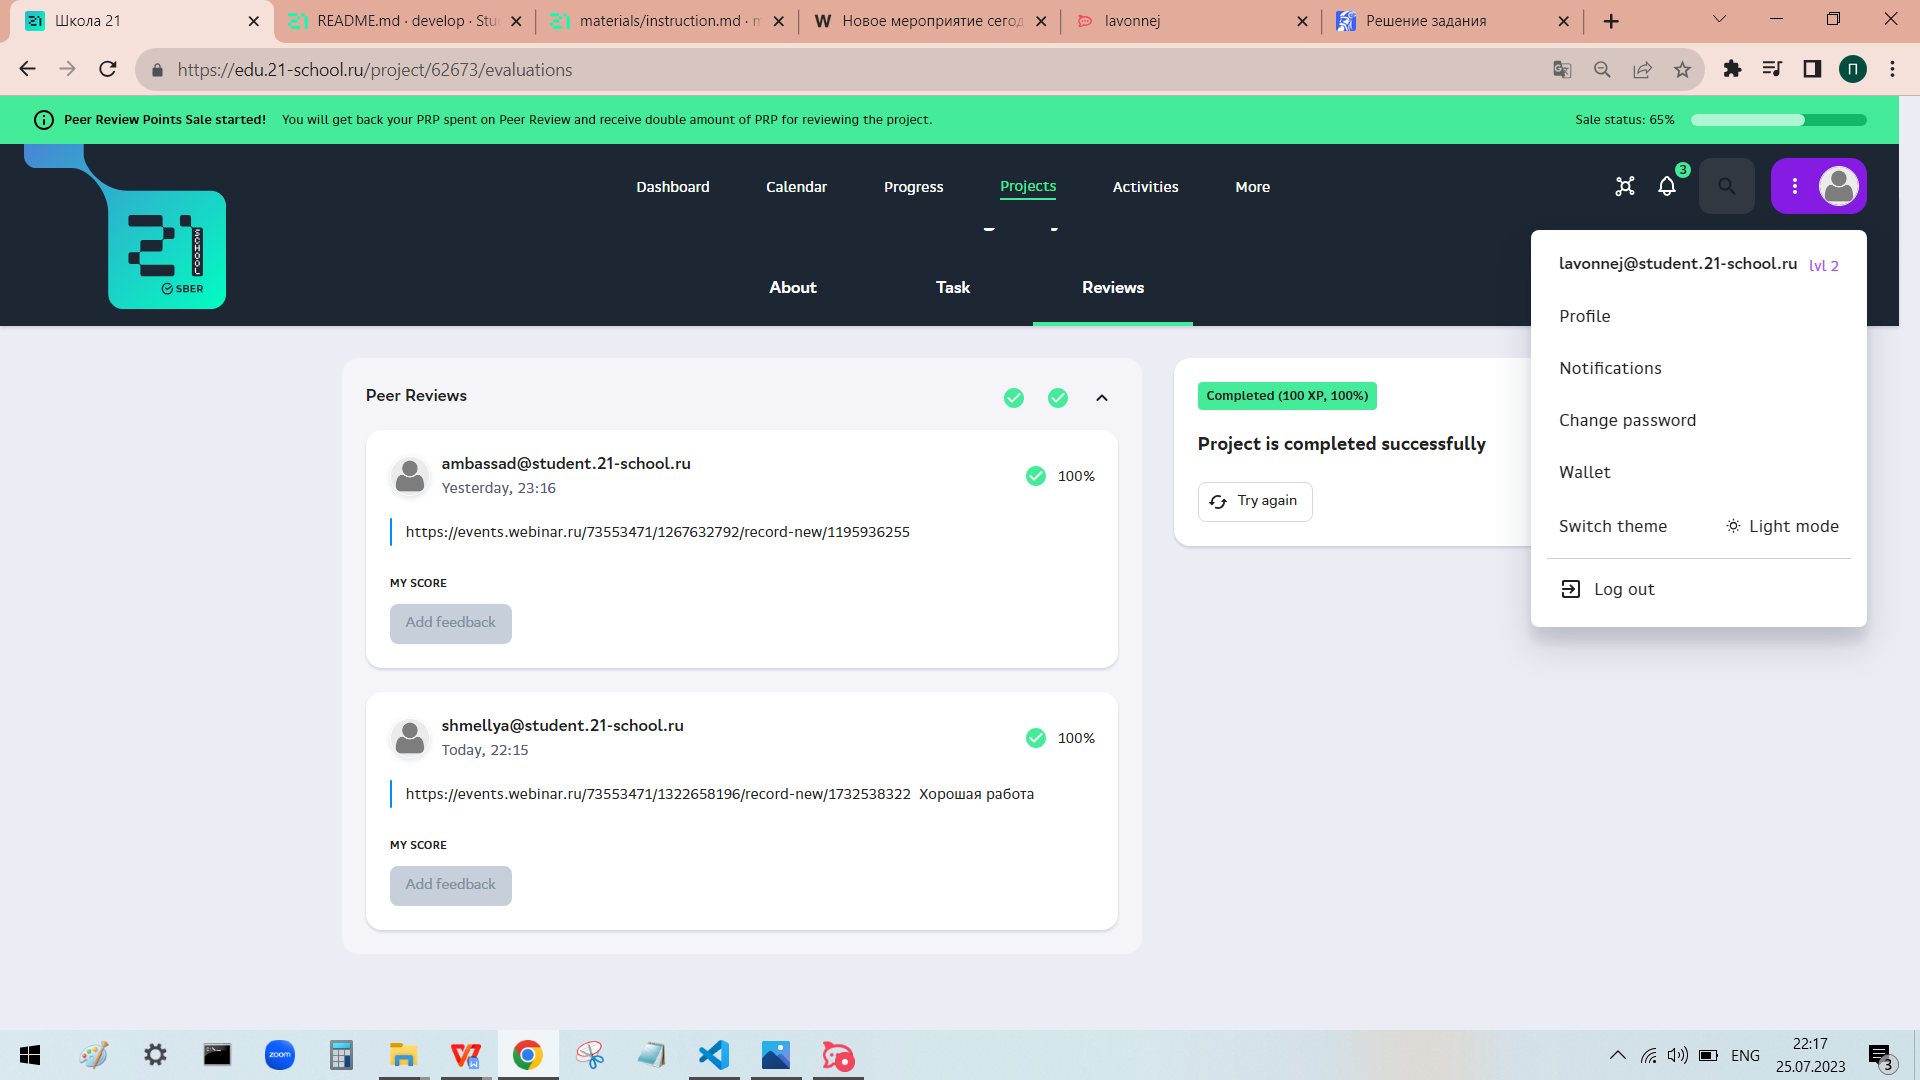 Школа 21
README.md · develop · Stu
materials/instruction.md · m
Новое мероприятие сегод
lavonnej
Решение задания
https://edu.21-school.ru/project/62673/evaluations
П
Peer Review Points Sale started! You will get back your PRP spent on Peer Review and receive double amount of PRP for reviewing the project.
Sale status: 65%
21
SCHOOL
SBER
Dashboard
Calendar
Progress
Projects
Activities
More
3
About
Task
Reviews
lavonnej@student.21-school.ru lvl 2
Profile
Notifications
Change password
Wallet
Switch theme Light mode
Log out
Peer Reviews
ambassad@student.21-school.ru
Yesterday, 23:16
100%
https://events.webinar.ru/73553471/1267632792/record-new/1195936255
MY SCORE
Add feedback
shmellya@student.21-school.ru
Today, 22:15
100%
https://events.webinar.ru/73553471/1322658196/record-new/1732538322 Хорошая работа
MY SCORE
Add feedback
Completed (100 XP, 100%)
Project is completed successfully
Try again
zoom
ENG
22:17
25.07.2023
3